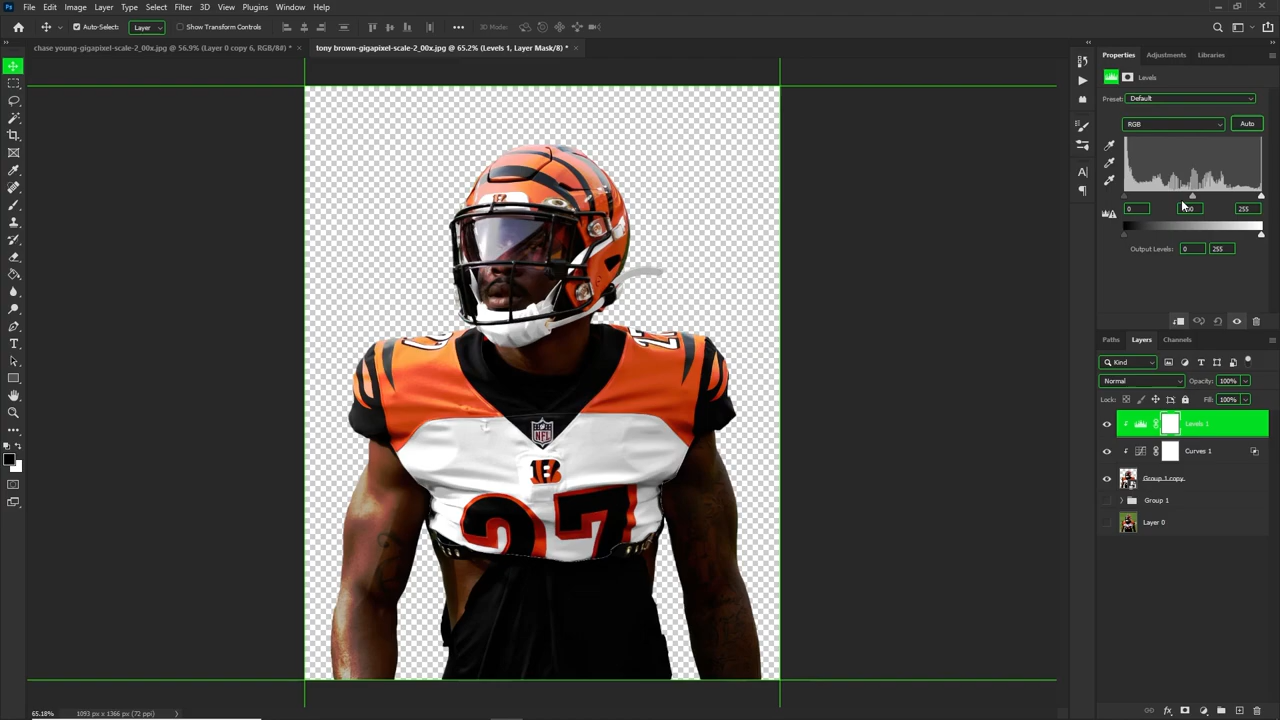 Ps File Edit Image Layer Type Select Filter 3D View Plugins Window Help
Auto-Select: Layer Show Transform Controls 3D Mode:
chase young-gigapixel-scale-2_00x.jpg @ 56.9% (Layer 0 copy 6, RGB/8#) *
tony brown-gigapixel-scale-2_00x.jpg @ 65.2% (Levels 1, Layer Mask/8) *
Properties Adjustments Libraries
Levels
Preset: Default
RGB Auto
0 255
Output Levels: 0 255
Paths Layers Channels
Kind
Normal Opacity: 100%
Lock: Fill: 100%
Levels 1
Curves 1
Group 1 copy
Group 1
Layer 0
27 27
NFL
B
27
65.18% 1093 px x 1366 px (72 ppi)